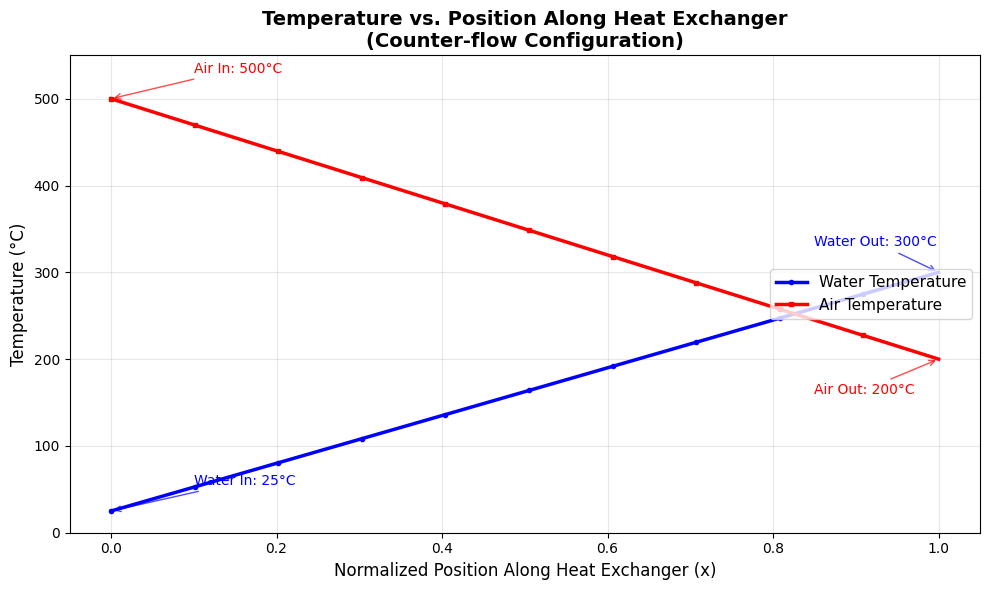 Temperature vs. Position Along Heat Exchanger
(Counter-flow Configuration)
Air In: 500°C
Water Out: 300°C
Water Temperature
Air Temperature
Air Out: 200°C
Water In: 25°C
Temperature (°C)
500
400
300
200
100
0
0.0 0.2 0.4 0.6 0.8 1.0
Normalized Position Along Heat Exchanger (x)